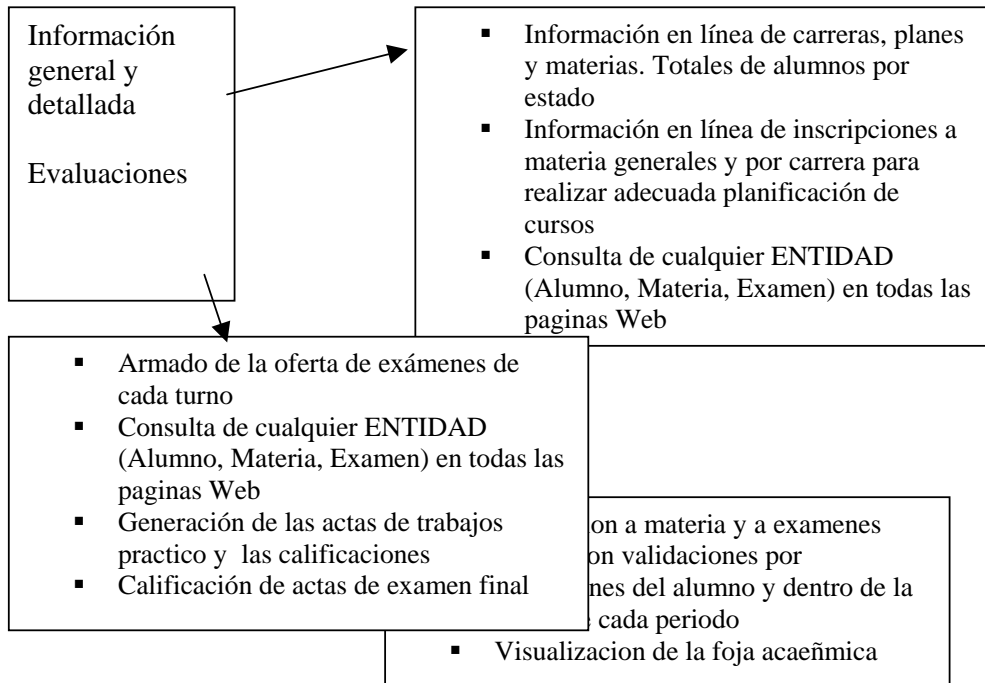 Información
general y
detallada
Evaluaciones
▪ Información en línea de carreras, planes
y materias. Totales de alumnos por
estado
▪ Información en línea de inscripciones a
materia generales y por carrera para
realizar adecuada planificación de
cursos
▪ Consulta de cualquier ENTIDAD
(Alumno, Materia, Examen) en todas las
paginas Web
▪ Armado de la oferta de exámenes de
cada turno
▪ Consulta de cualquier ENTIDAD
(Alumno, Materia, Examen) en todas las
paginas Web
▪ Generación de las actas de trabajos
practico y las calificaciones
▪ Calificación de actas de examen final
a materia y a examenes
validaciones por
del alumno y dentro de la
cada periodo
▪ Visualizacion de la foja acaeñmica